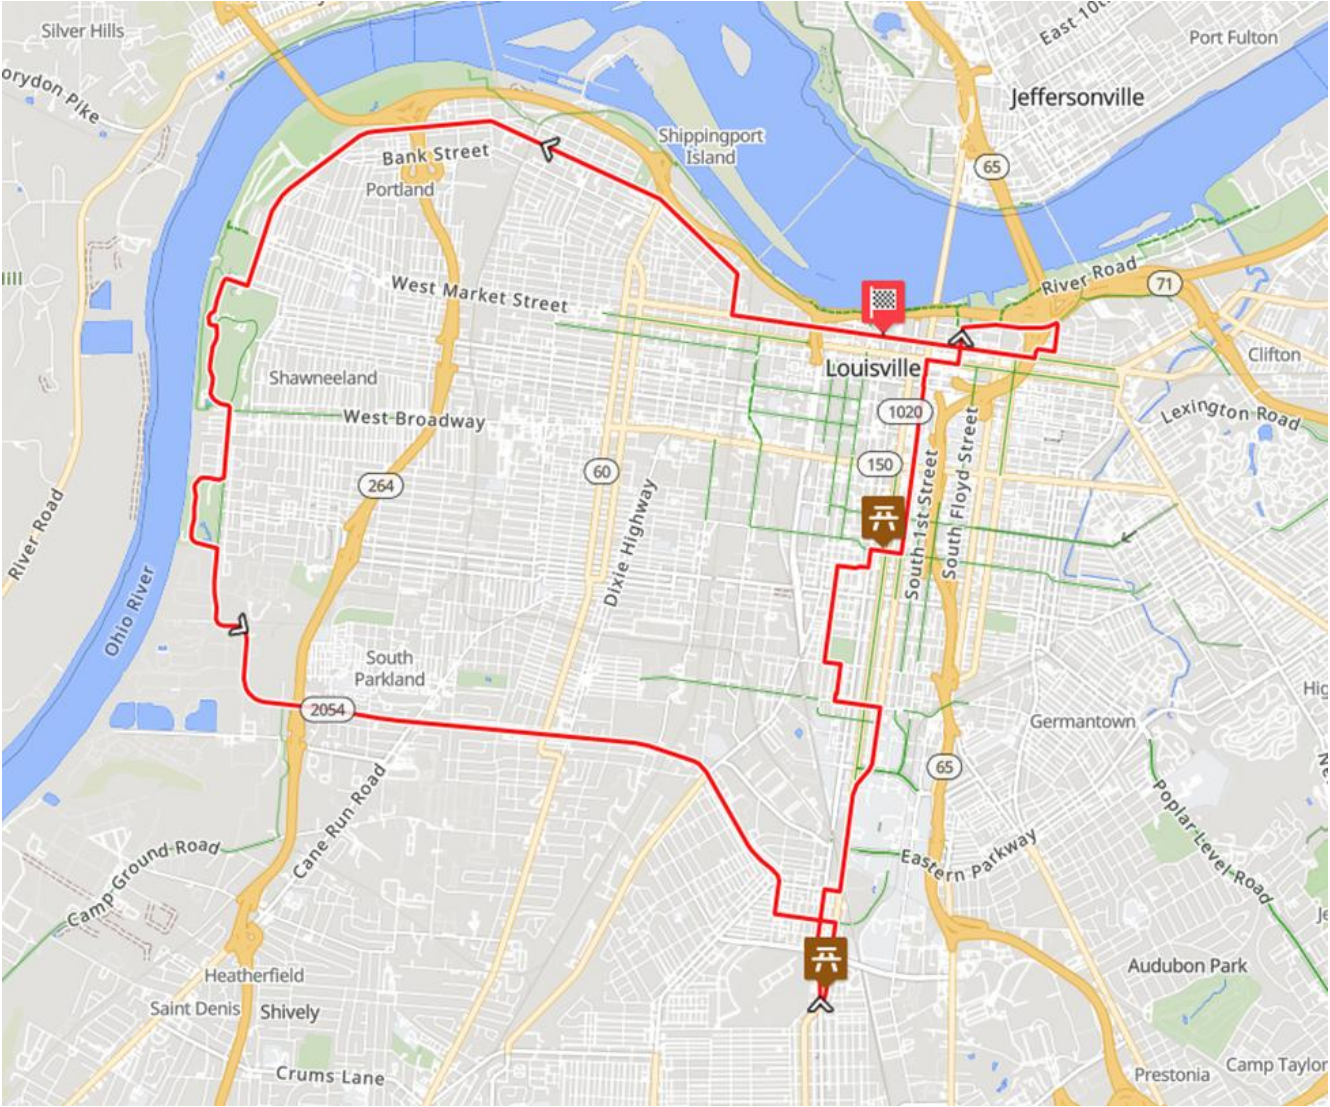 Silver Hills
East 10th
Port Fulton
orydon Pike
Jeffersonville
Shippingport
Island
65
Bank Street
Portland
River Road
71
West Market Street
Louisville
Clifton
Shawneeland
West Broadway
1020
Lexington Road
150
60
264
South 1st Street
South Floyd Street
Dixie Highway
River Road
Ohio River
South
Parkland
2054
Hig
Germantown
65
Poplar Level Road
Cane Run Road
Camp Ground Road
Eastern Parkway
Audubon Park
Heatherfield
Saint Denis
Shively
Crums Lane
Prestonia
Camp Taylor